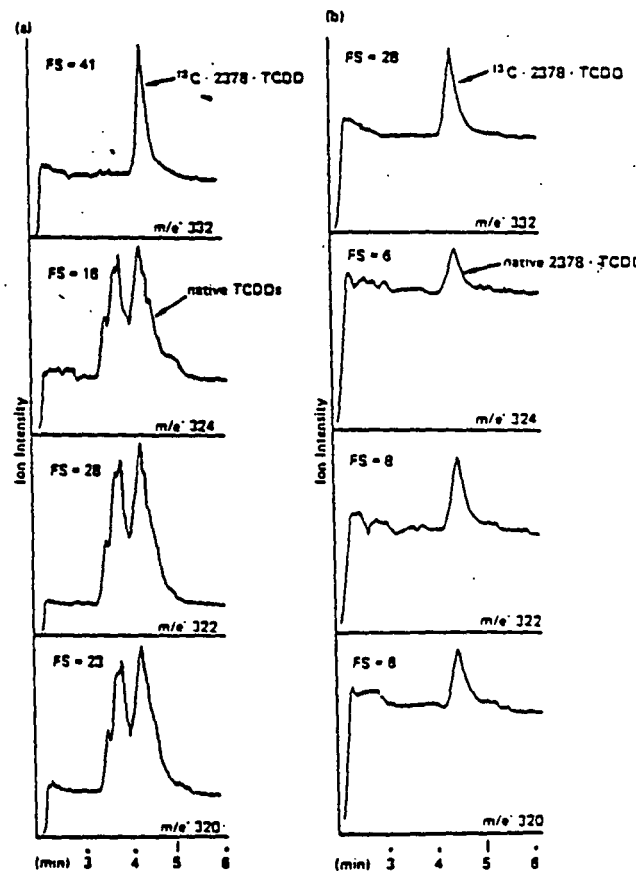 (a)
FS = 41
¹³C · 2378 · TCDD
m/e· 332
FS = 16
native TCDDs
m/e· 324
FS = 28
m/e· 322
FS = 23
m/e· 320
Ion Intensity
(min) 3 4 5 6
(b)
FS = 28
¹³C · 2378 · TCDD
m/e· 332
FS = 6
native 2378 · TCDD
m/e· 324
FS = 8
m/e· 322
FS = 6
m/e· 320
Ion Intensity
(min) 3 4 5 6